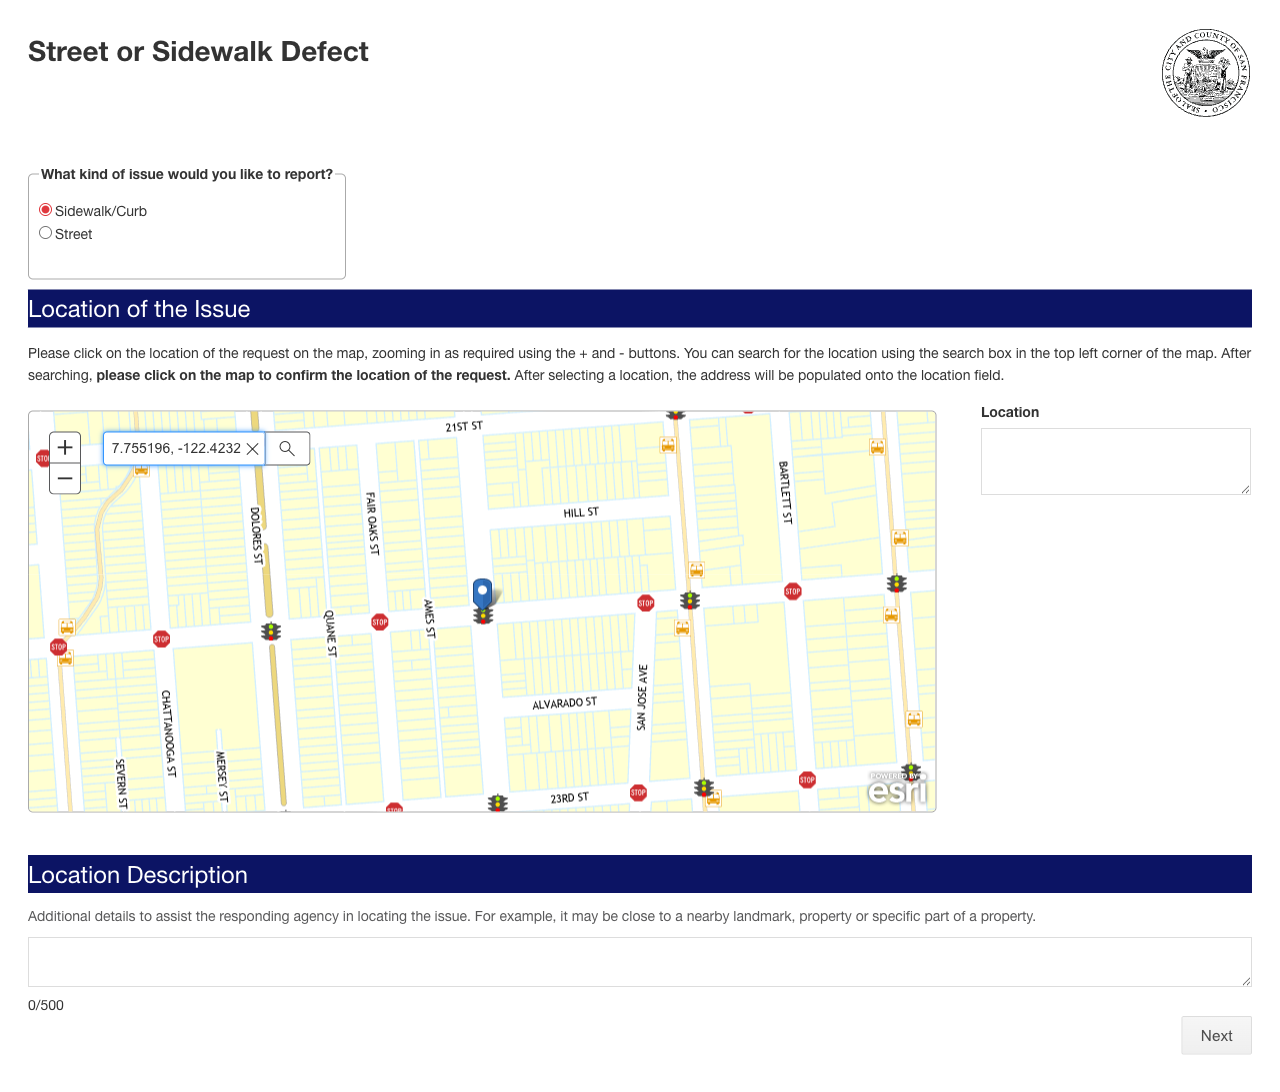 Street or Sidewalk Defect
SEAL OF THE CITY AND COUNTY OF SAN FRANCISCO
What kind of issue would you like to report?
Sidewalk/Curb
Street
Location of the Issue
Please click on the location of the request on the map, zooming in as required using the + and - buttons. You can search for the location using the search box in the top left corner of the map. After
searching, please click on the map to confirm the location of the request. After selecting a location, the address will be populated onto the location field.
Location
+
−
7.755196, -122.4232
21ST ST
HILL ST
BARTLETT ST
DOLORES ST
FAIR OAKS ST
QUANE ST
AMES ST
STOP
STOP
STOP
STOP
STOP
STO
CHATTANOOGA ST
SEVERN ST
MERSEY ST
ALVARADO ST
SAN JOSE AVE
23RD ST
STOP
STOP
STOP
POWERED BY
esri
Location Description
Additional details to assist the responding agency in locating the issue. For example, it may be close to a nearby landmark, property or specific part of a property.
0/500
Next